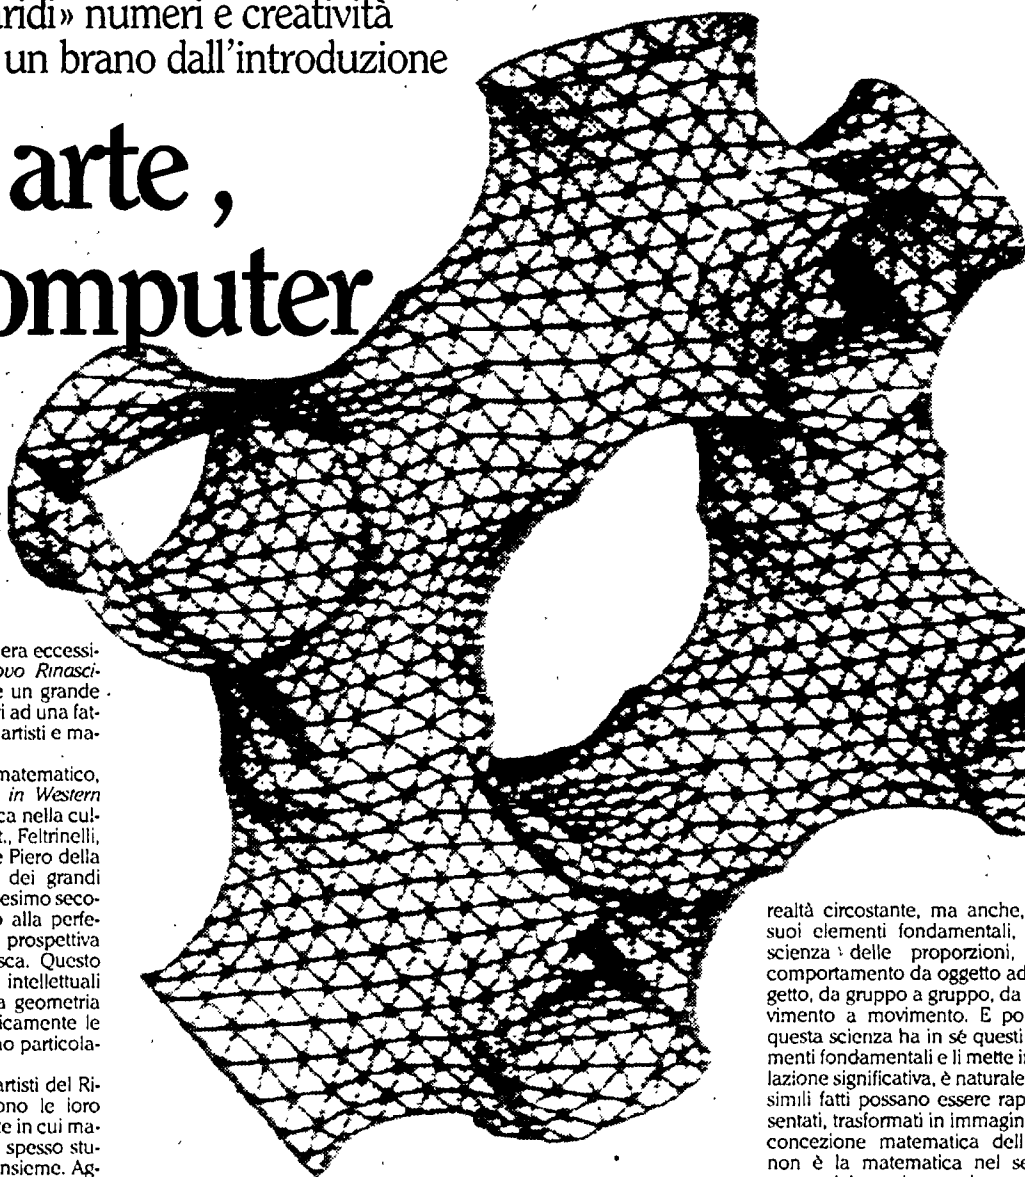 aridi» numeri e creatività
un brano dall'introduzione
arte,
omputer
era eccessi-
ovo Rinasci-
e un grande
ri ad una fat-
artisti e ma-
matematico,
in Western
ca nella cul-
t., Feltrinelli,
e Piero della
dei grandi
esimo seco-
o alla perfe-
prospettiva
sca. Questo
intellettuali
a geometria
icamente le
no particola-
artisti del Ri-
ono le loro
te in cui ma-
spesso stu-
nsieme. Ag-
realtà circostante, ma anche,
suoi elementi fondamentali,
scienza delle proporzioni,
comportamento da oggetto ad
getto, da gruppo a gruppo, da
vimento a movimento. E po
questa scienza ha in sé questi
menti fondamentali e li mette in
lazione significativa, è naturale
simili fatti possano essere rap
sentati, trasformati in immagin
concezione matematica dell
non è la matematica nel se